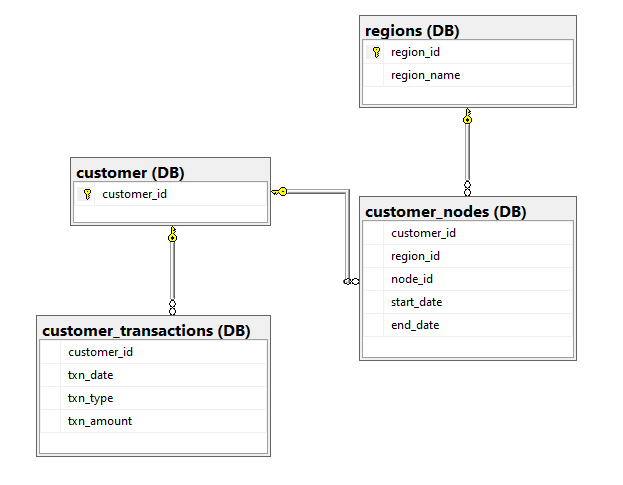 regions (DB)
region_id
region_name
customer (DB)
customer_id
customer_nodes (DB)
customer_id
region_id
node_id
start_date
end_date
customer_transactions (DB)
customer_id
txn_date
txn_type
txn_amount